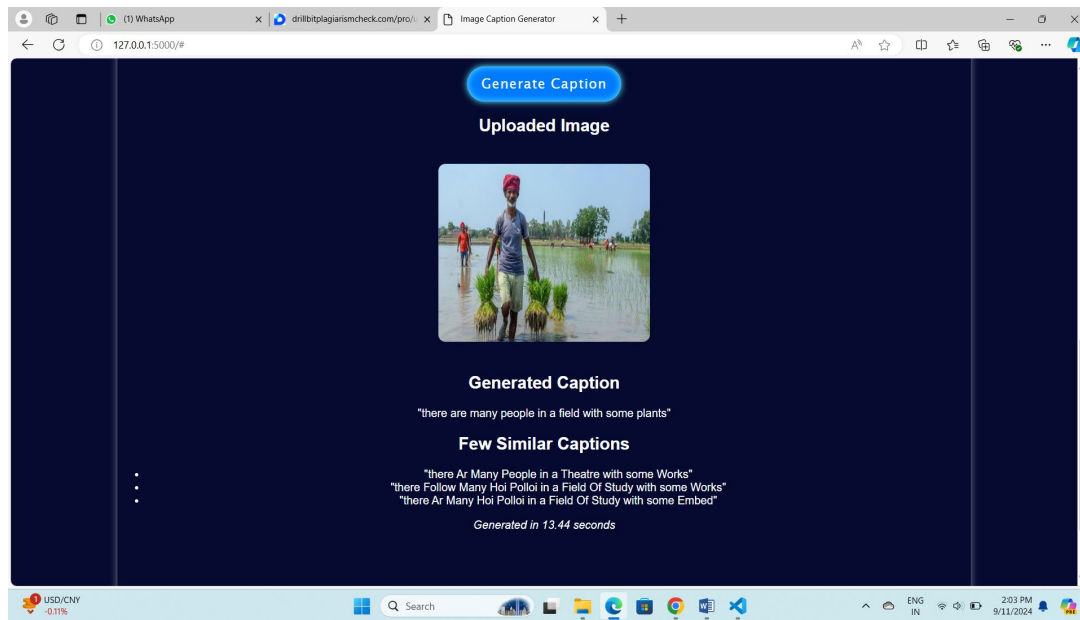 (1) WhatsApp
drillbitplagiarismcheck.com/pro/
Image Caption Generator
127.0.0.1:5000/#
Generate Caption
Uploaded Image
Generated Caption
"there are many people in a field with some plants"
Few Similar Captions
"there Ar Many People in a Theatre with some Works"
"there Follow Many Hoi Polloi in a Field Of Study with some Works"
"there Ar Many Hoi Polloi in a Field Of Study with some Embed"
Generated in 13.44 seconds
1
USD/CNY
-0.11%
Search
ENG
IN
2:03 PM
9/11/2024
PRE